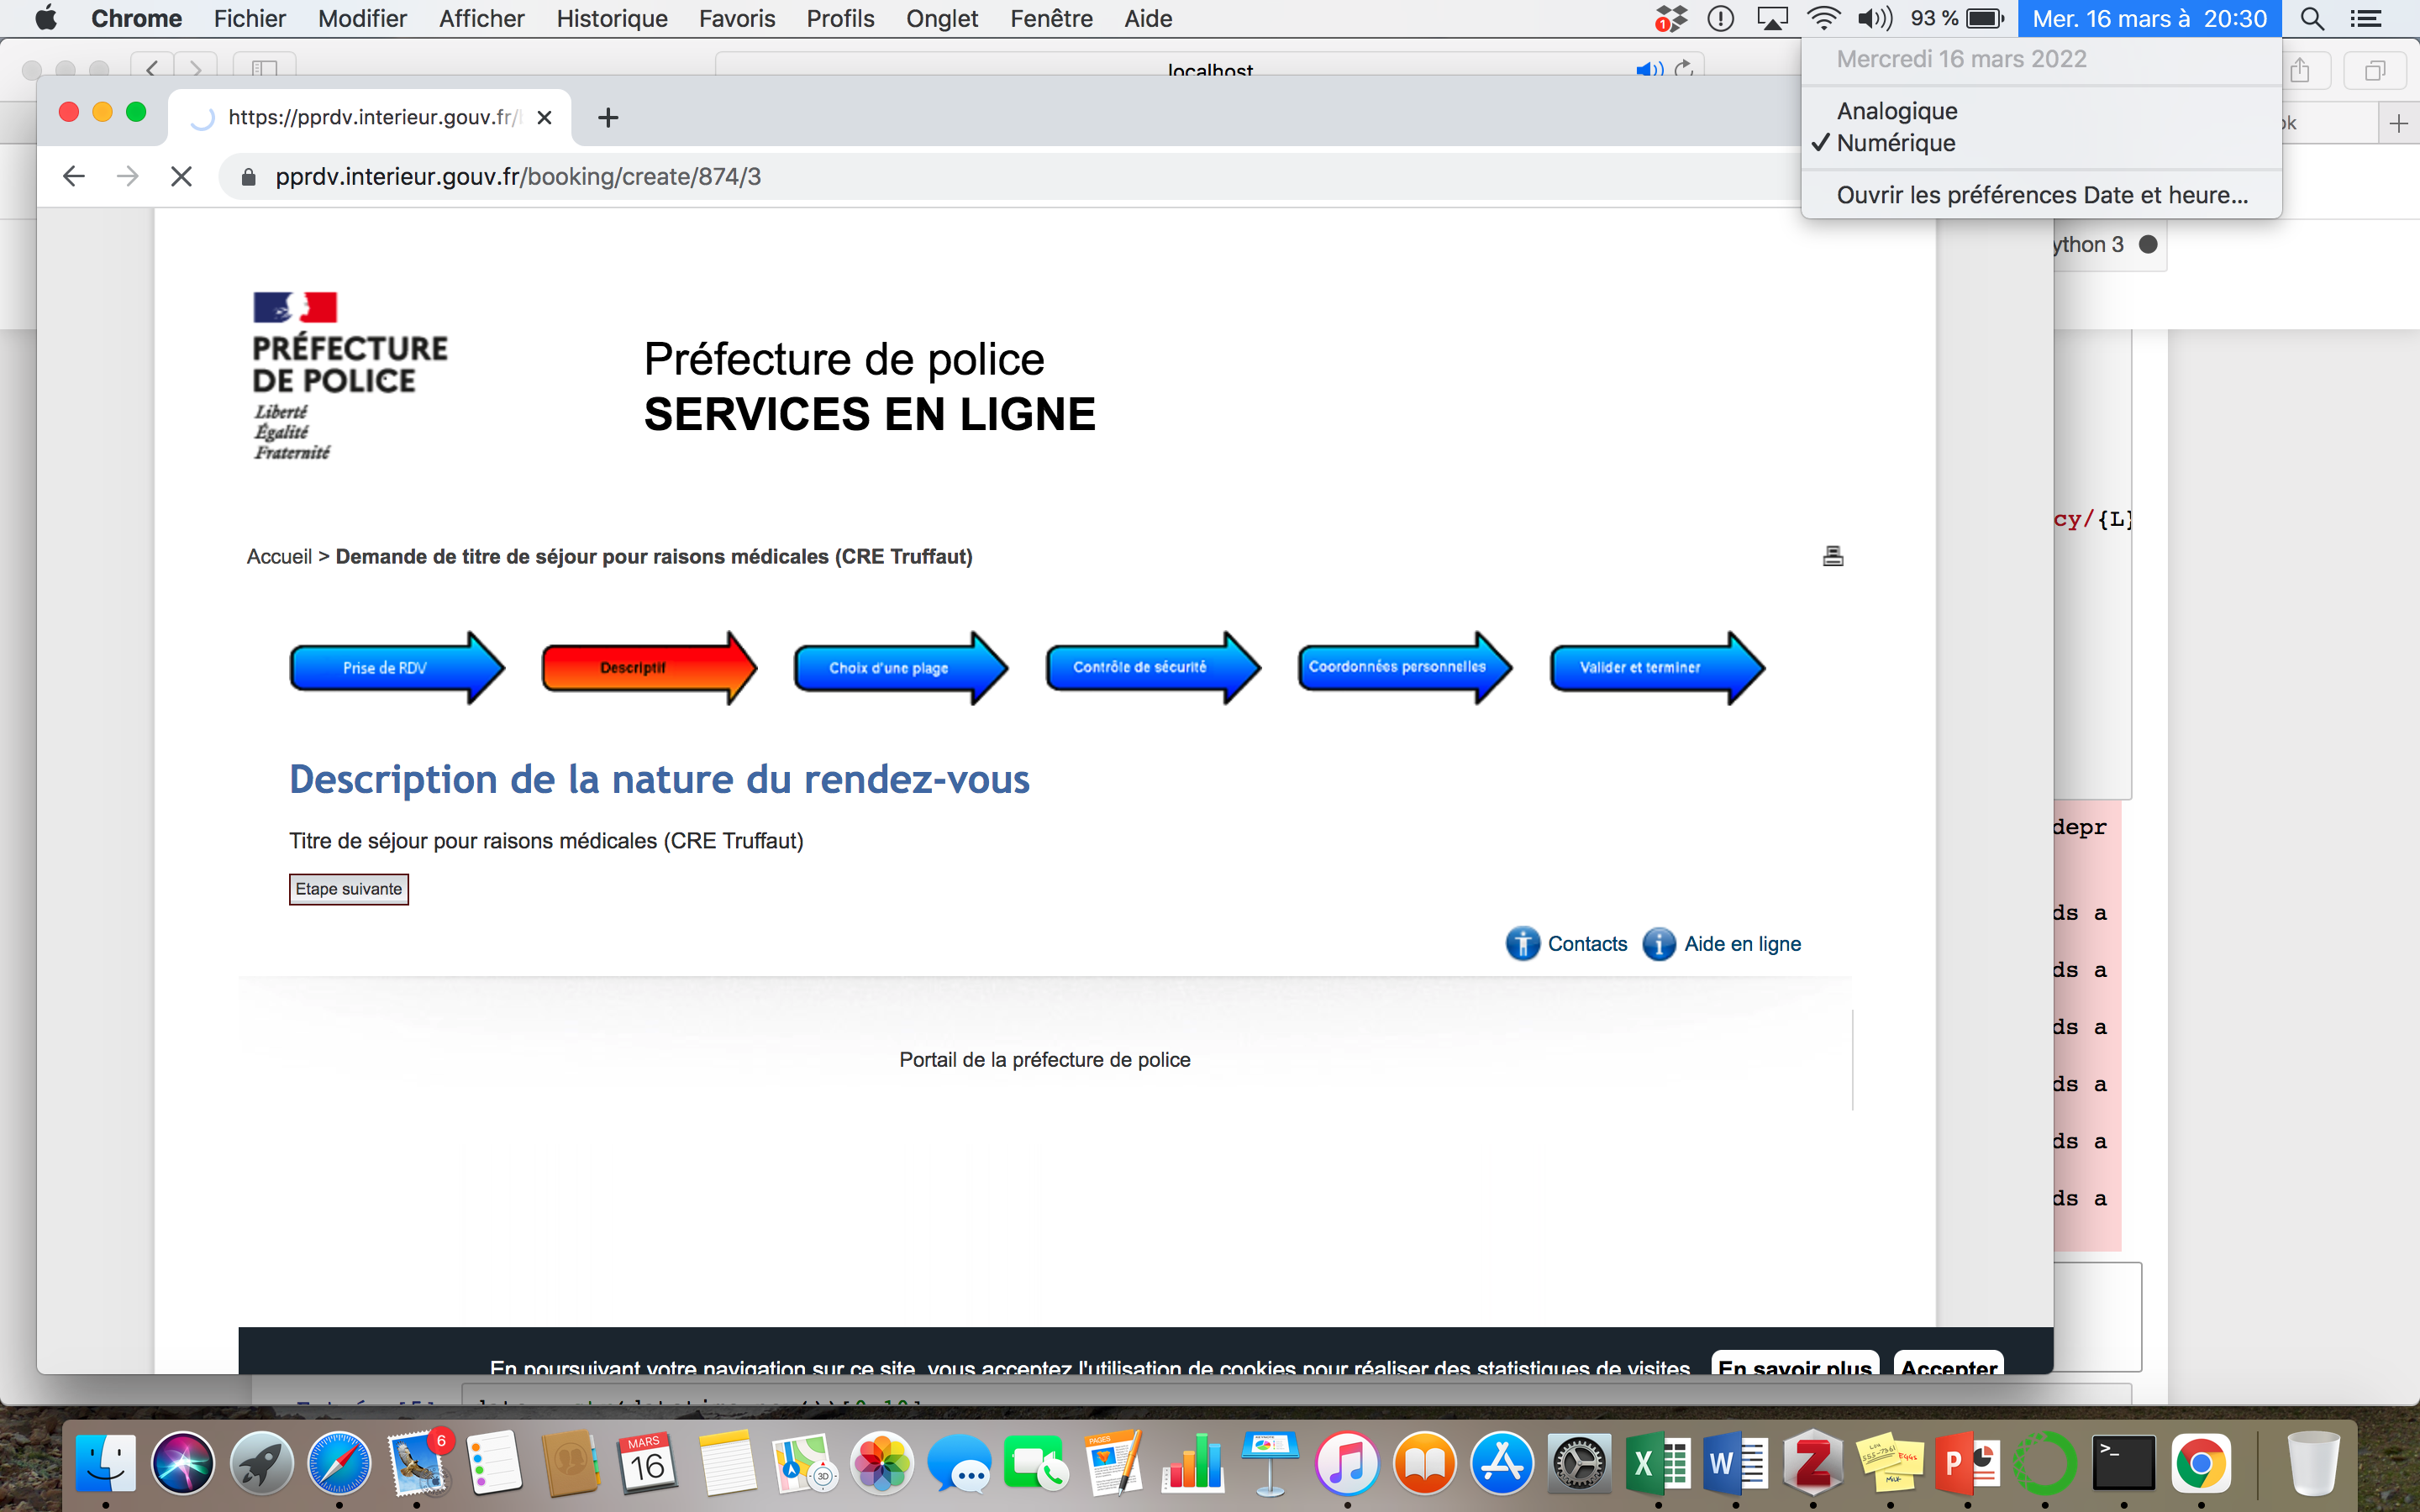 Chrome Fichier Modifier Afficher Historique Favoris Profils Onglet Fenêtre Aide 1 93 % Mer. 16 mars à 20:30
Mercredi 16 mars 2022
Analogique
✓ Numérique
Ouvrir les préférences Date et heure...
localhost
https://pprdv.interieur.gouv.fr/
pprdv.interieur.gouv.fr/booking/create/874/3
ok
ython 3
PRÉFECTURE
DE POLICE
Liberté
Égalité
Fraternité
Préfecture de police
SERVICES EN LIGNE
cy/{L}
Accueil > Demande de titre de séjour pour raisons médicales (CRE Truffaut)
Prise de RDV
Descriptif
Choix d'une plage
Contrôle de sécurité
Coordonnées personnelles
Valider et terminer
Description de la nature du rendez-vous
Titre de séjour pour raisons médicales (CRE Truffaut)
Etape suivante
depr
ds a
ds a
ds a
ds a
ds a
ds a
Contacts
Aide en ligne
Portail de la préfecture de police
En poursuivant votre navigation sur ce site, vous acceptez l'utilisation de cookies pour réaliser des statistiques de visites
En savoir plus
Accepter
6
MARS
16
3D
PAGES
X
W
Z
P
>_